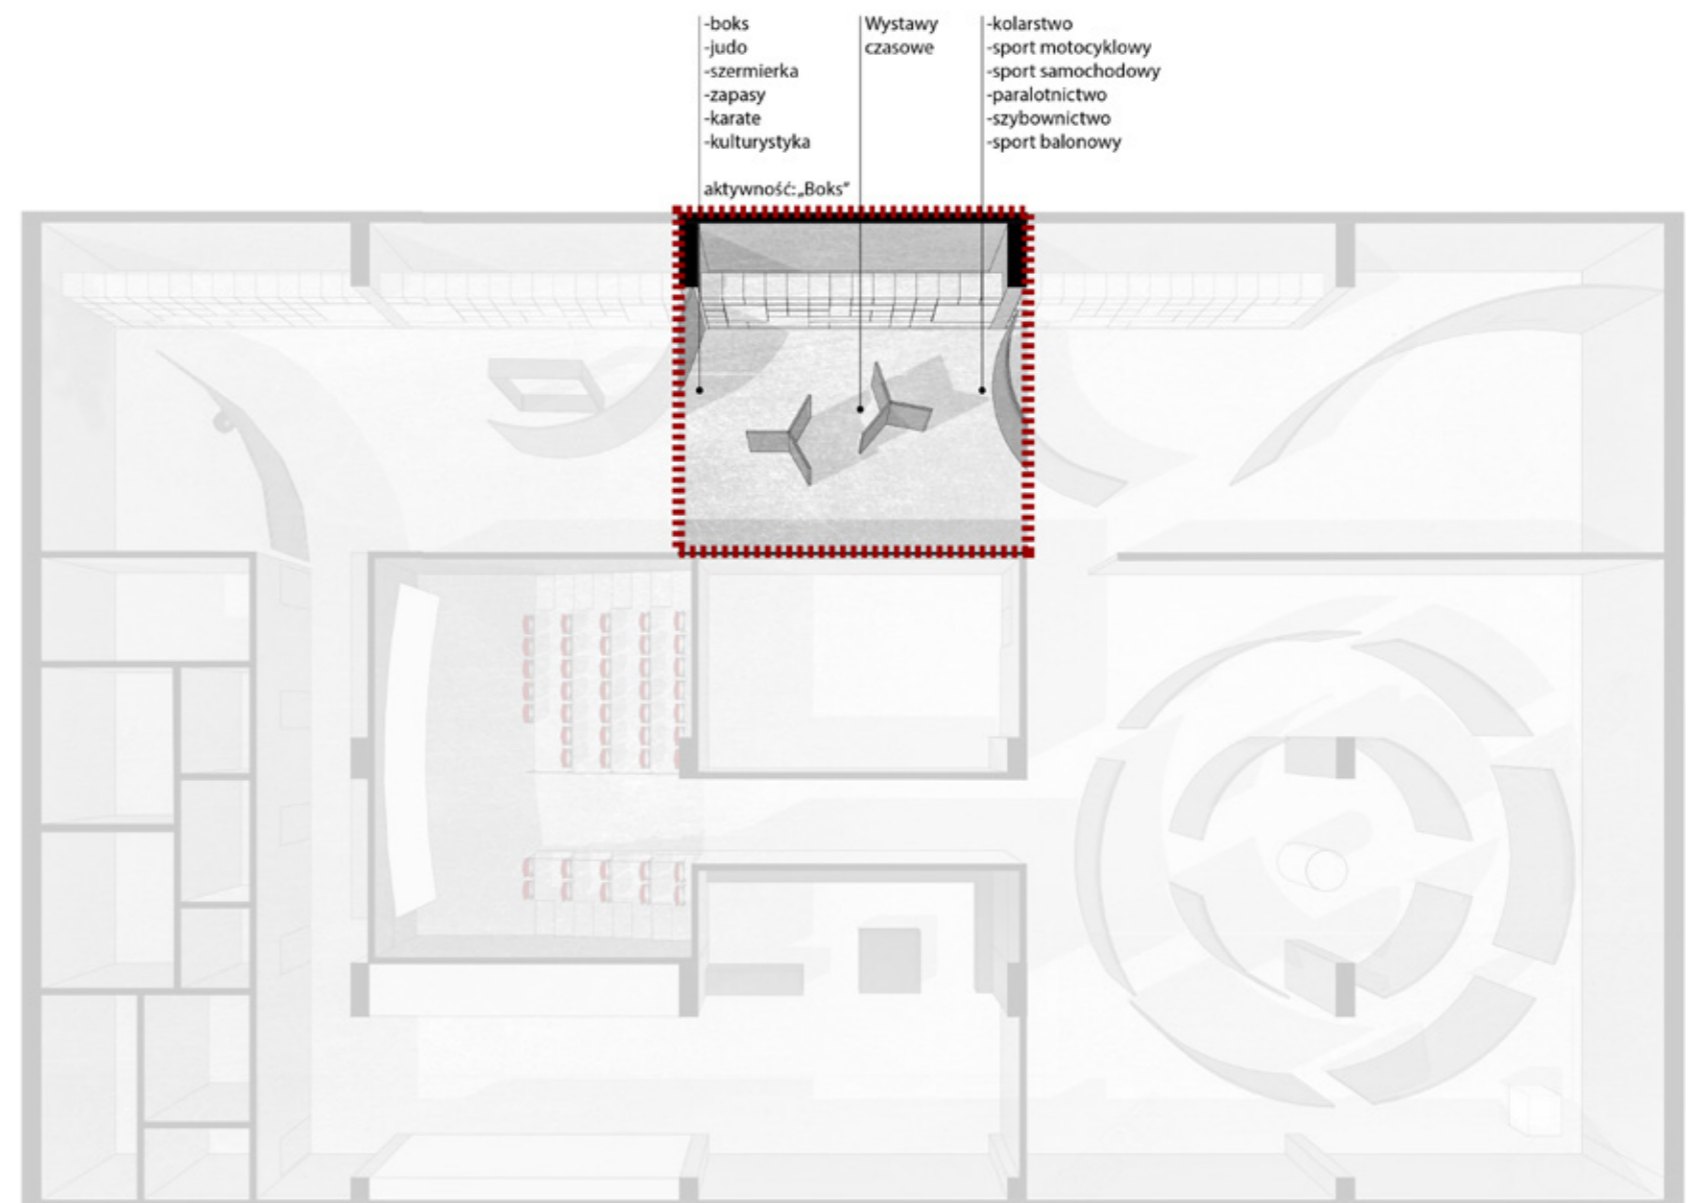 -boks
-judo
-szermierka
-zapasy
-karate
-kulturystyka
aktywność: „Boks”
Wystawy
czasowe
-kolarstwo
-sport motocyklowy
-sport samochodowy
-paralotnictwo
-szybownictwo
-sport balonowy